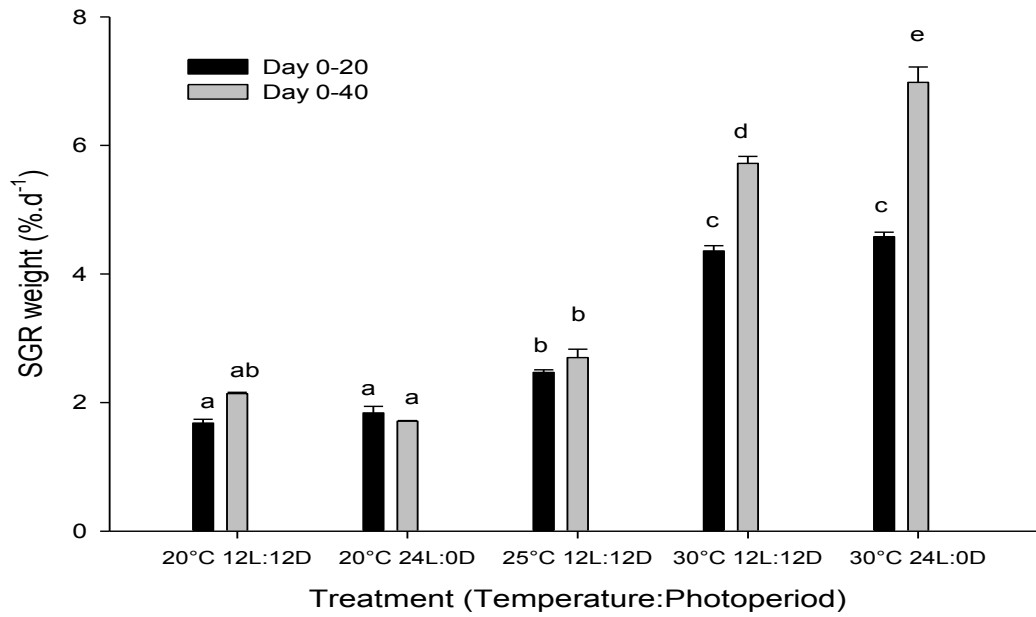 8
6
4
2
0
SGR weight (%.d⁻¹)
Day 0-20
Day 0-40
a
ab
a
a
b
b
c
d
c
e
20°C 12L:12D
20°C 24L:0D
25°C 12L:12D
30°C 12L:12D
30°C 24L:0D
Treatment (Temperature:Photoperiod)